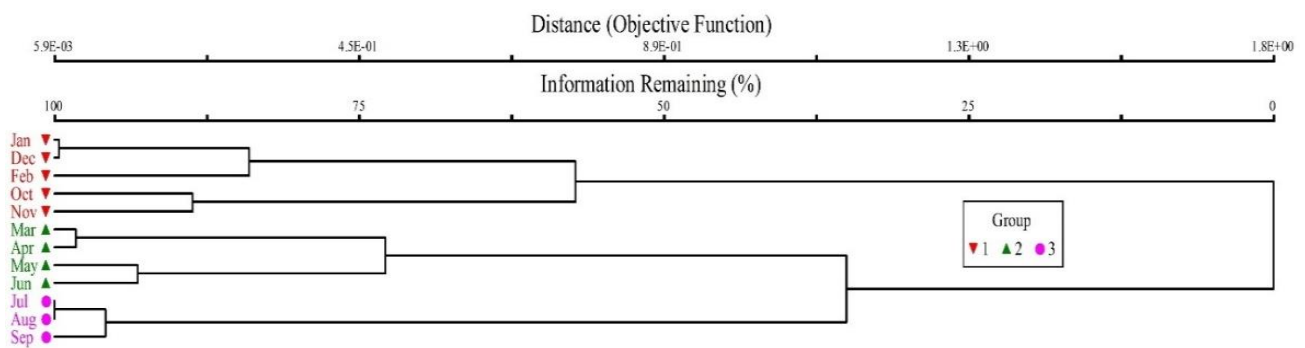 Distance (Objective Function)
5.9E-03 4.5E-01 8.9E-01 1.3E+00 1.8E+00
Information Remaining (%)
100 75 50 25 0
Jan
Dec
Feb
Oct
Nov
Mar
Apr
May
Jun
Jul
Aug
Sep
Group
1 2 3